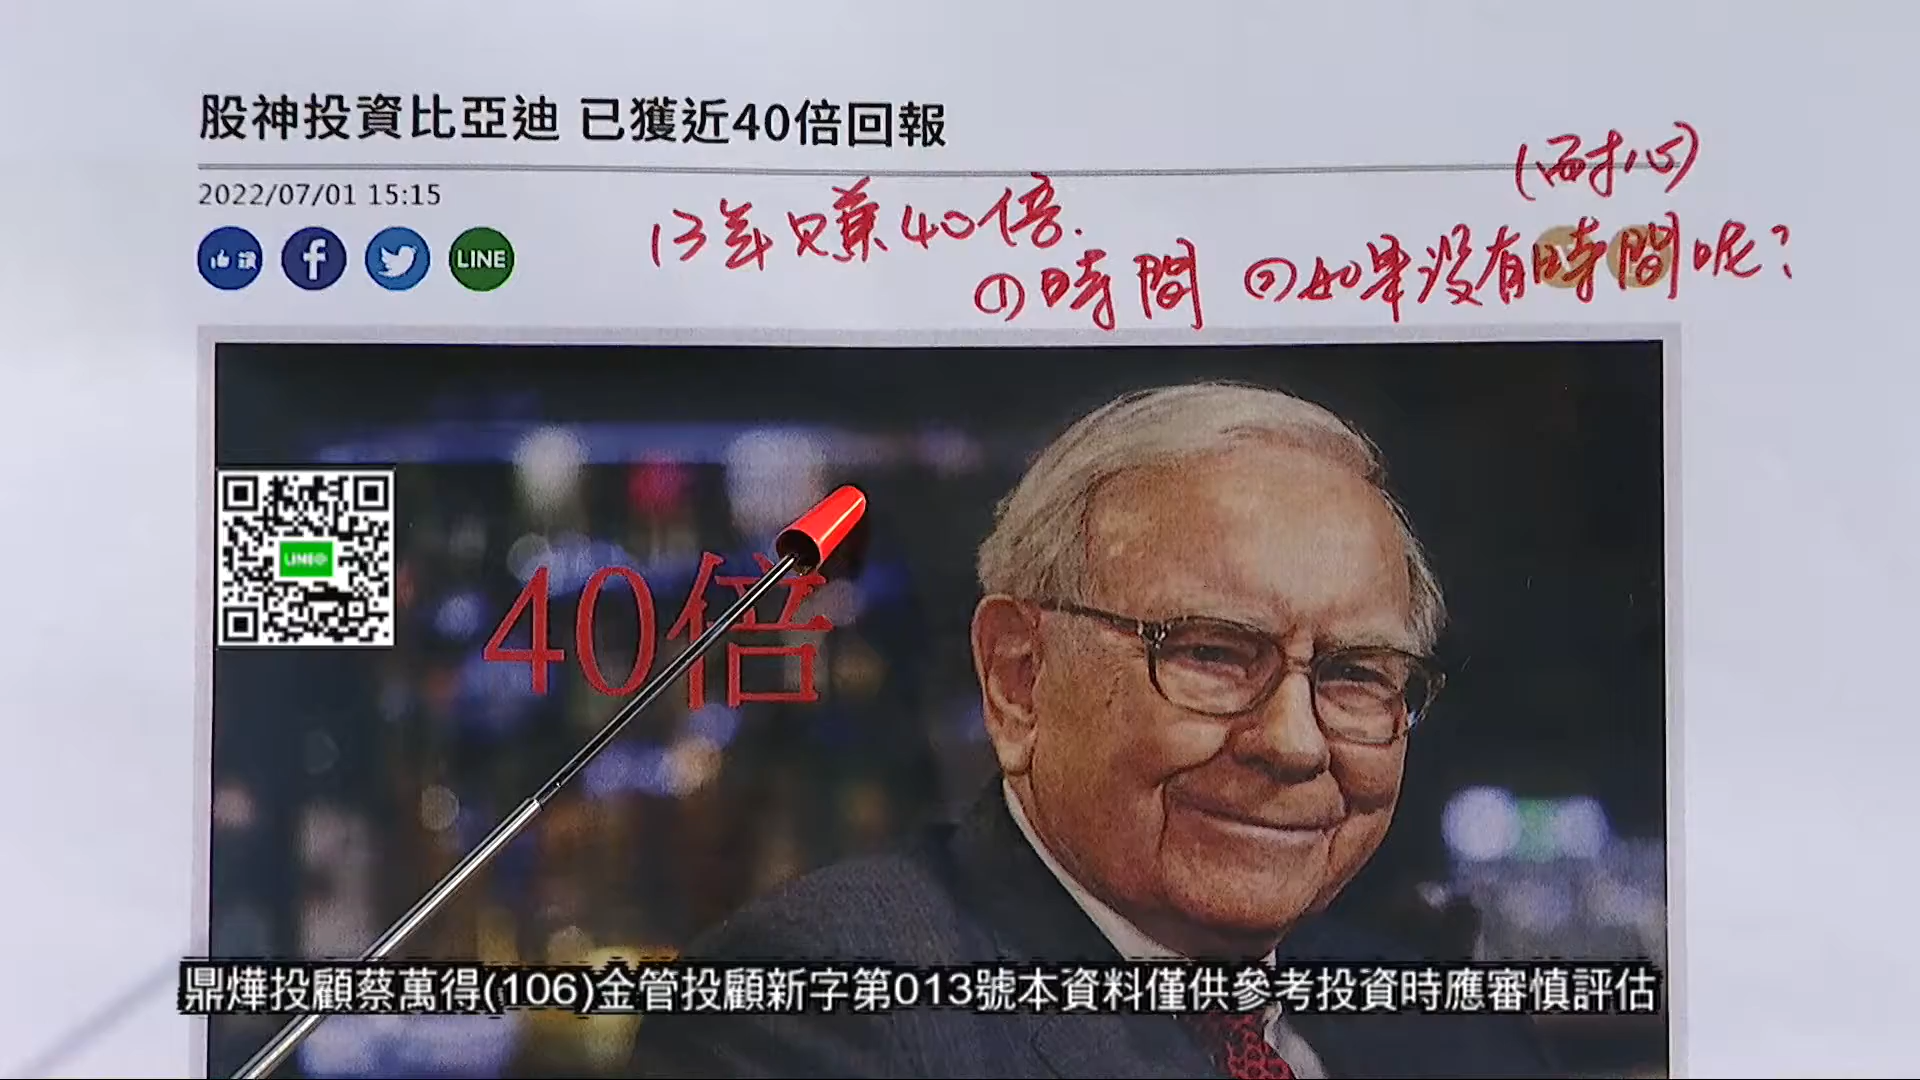 股神投資比亞迪 已獲近40倍回報
2022/07/01 15:15
讚
LINE
(耐心)
13年只賺40倍.
(1)時間 (2)如果沒有時間呢?
LINE@
40倍
鼎燁投顧蔡萬得(106)金管投顧新字第013號本資料僅供參考投資時應審慎評估